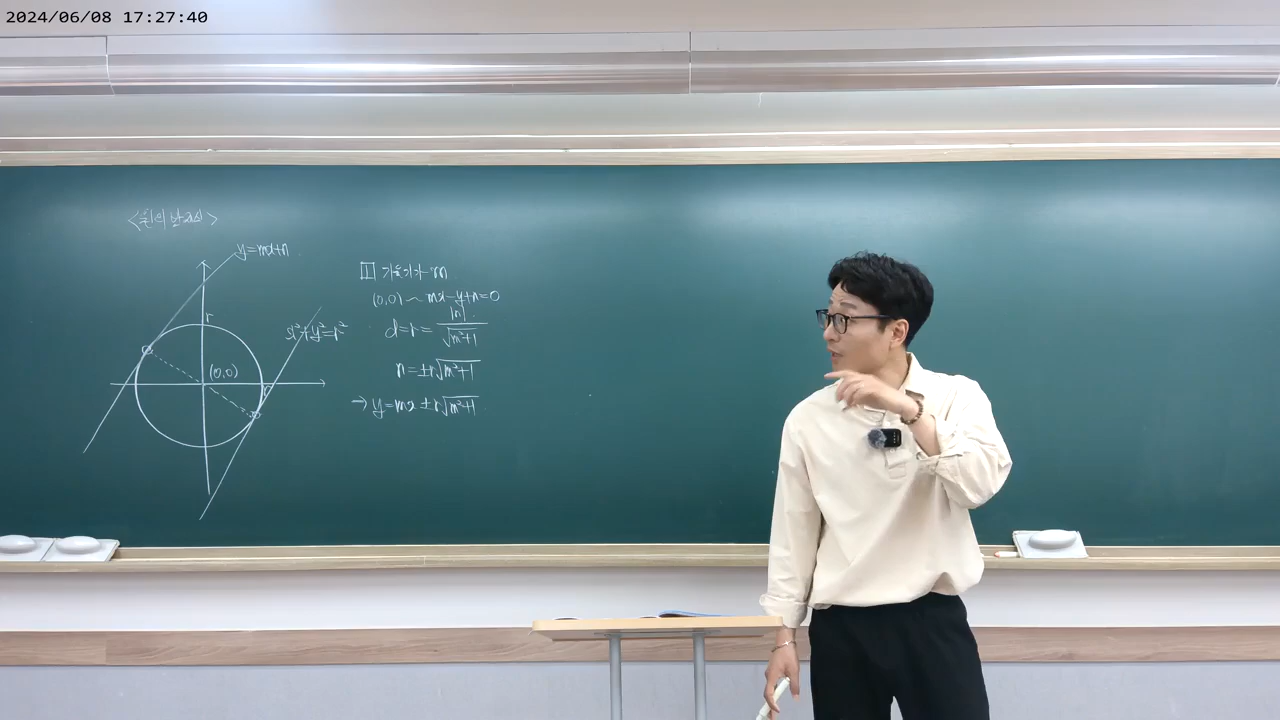 2024/06/08 17:27:40
<원의 방정식>
y=mx+n
r
x²+y²=r²
(0,0)
r
① 기울기가 m
(0,0) ~ mx-y+n=0
d=r=|n|/√(m²+1)
n=±r√(m²+1)
→ y=mx±r√(m²+1)